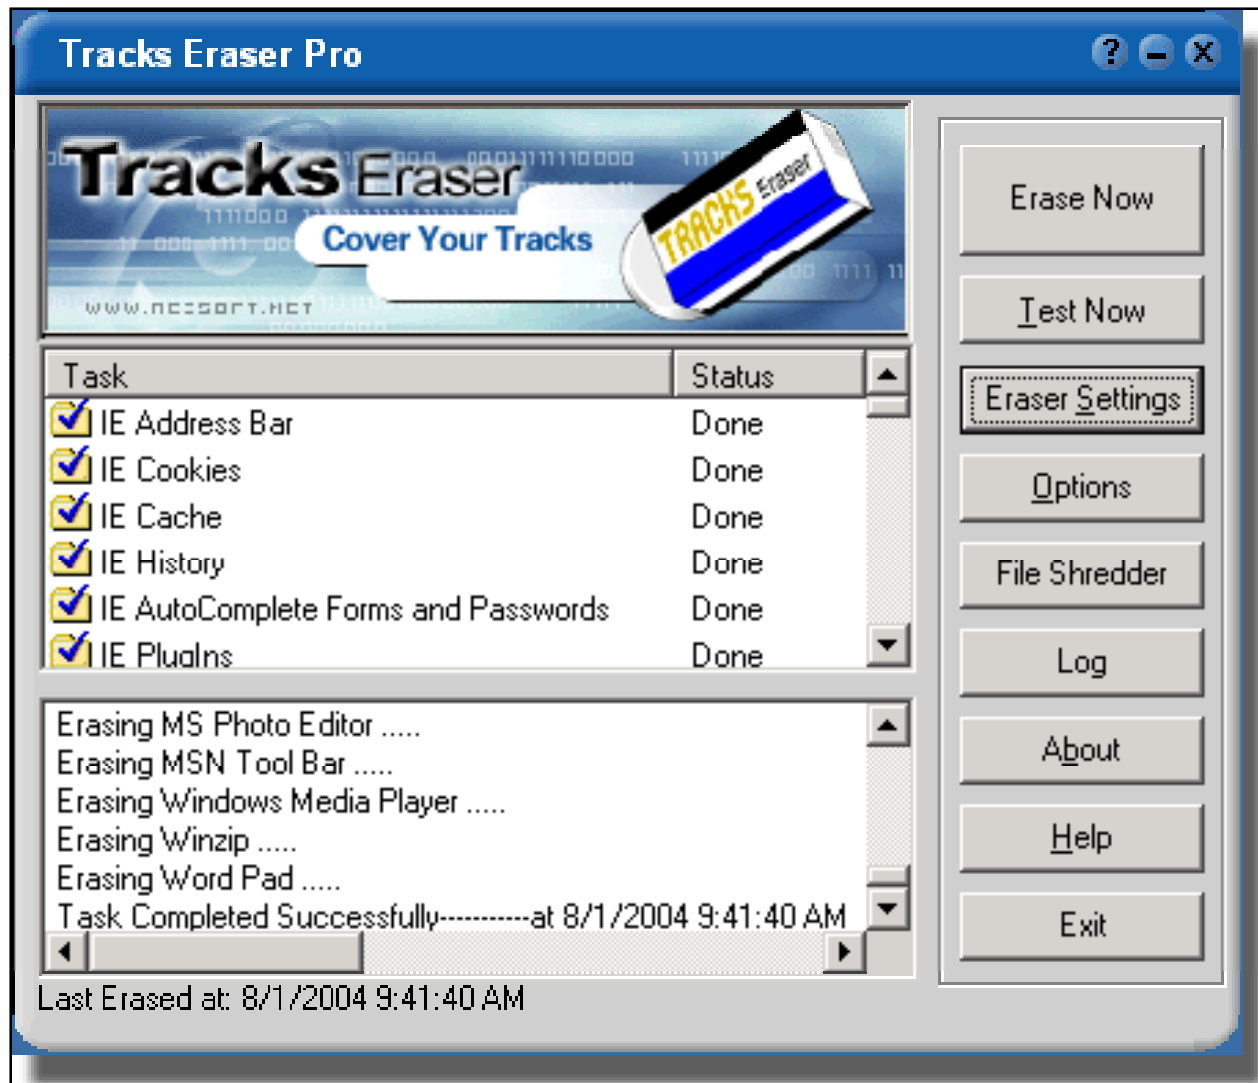 Tracks Eraser Pro
Tracks Eraser
Cover Your Tracks
TRACKS Eraser
Task Status
IE Address Bar Done
IE Cookies Done
IE Cache Done
IE History Done
IE AutoComplete Forms and Passwords Done
IE PlugIns Done
Erasing MS Photo Editor .....
Erasing MSN Tool Bar .....
Erasing Windows Media Player .....
Erasing Winzip .....
Erasing Word Pad .....
Task Completed Successfully-----------at 8/1/2004 9:41:40 AM
Last Erased at: 8/1/2004 9:41:40 AM
Erase Now
Test Now
Eraser Settings
Options
File Shredder
Log
About
Help
Exit